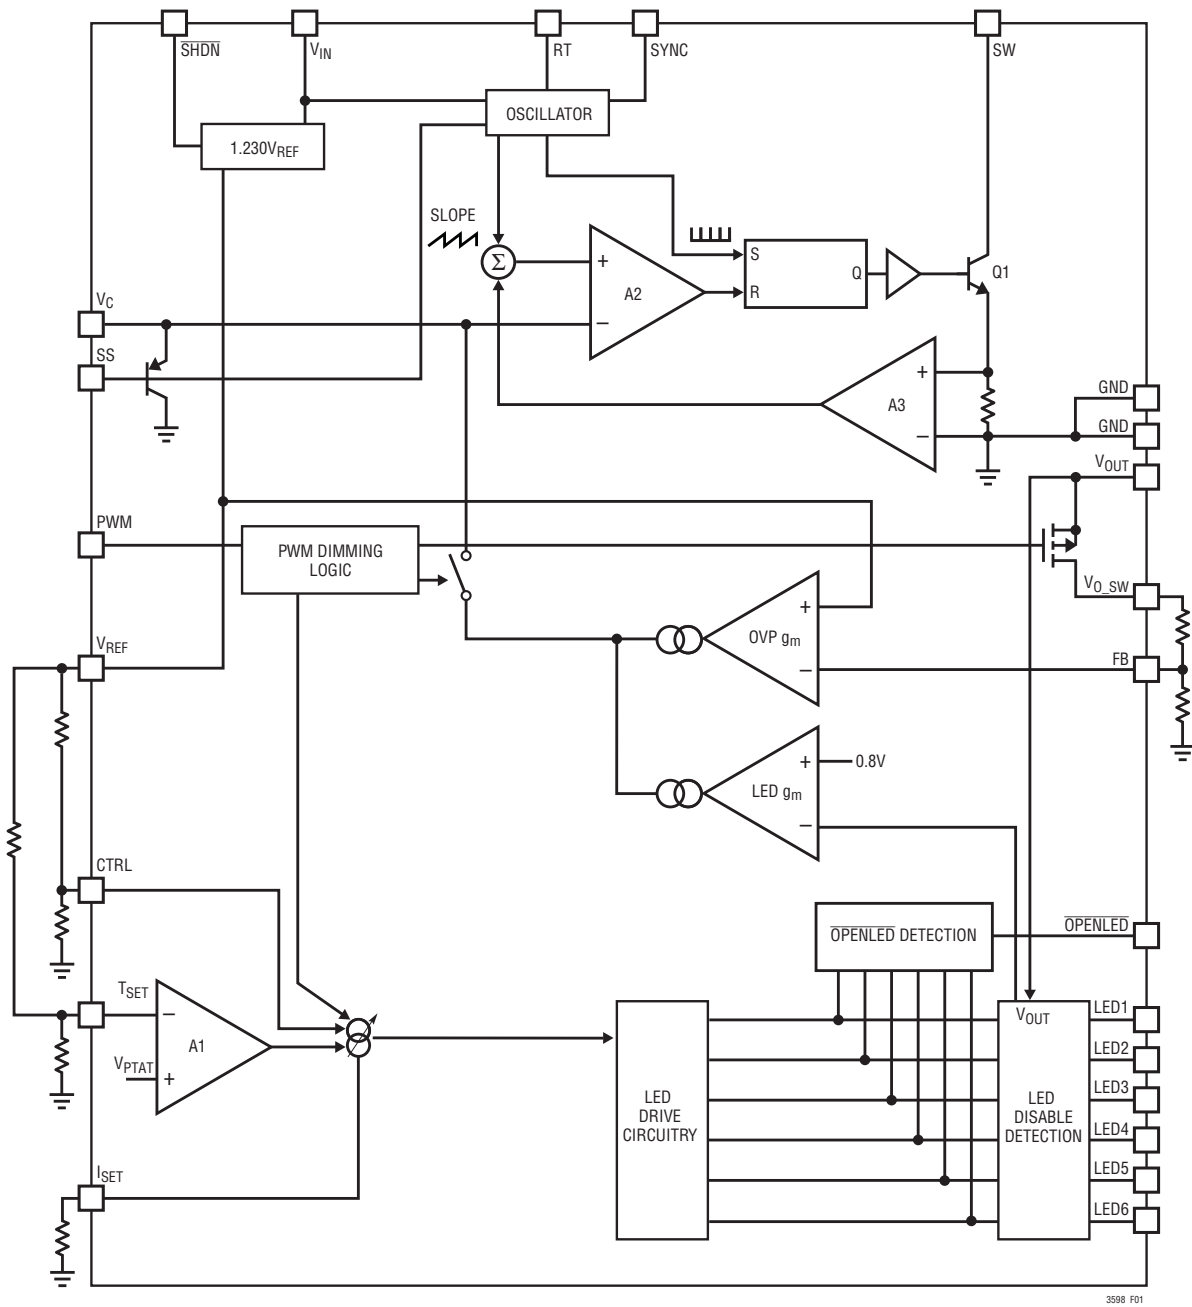 SHDN
VIN
RT
SYNC
SW
OSCILLATOR
1.230VREF
SLOPE
Σ
+
A2
−
S
R
Q
Q1
VC
SS
+
A3
−
GND
GND
VOUT
PWM
PWM DIMMING
LOGIC
VO_SW
+
OVP gm
−
VREF
FB
+
0.8V
LED gm
−
CTRL
OPENLED DETECTION
OPENLED
TSET
−
A1
VPTAT
+
VOUT
LED1
LED2
LED3
LED4
LED5
LED6
LED
DRIVE
CIRCUITRY
LED
DISABLE
DETECTION
ISET
3598 F01